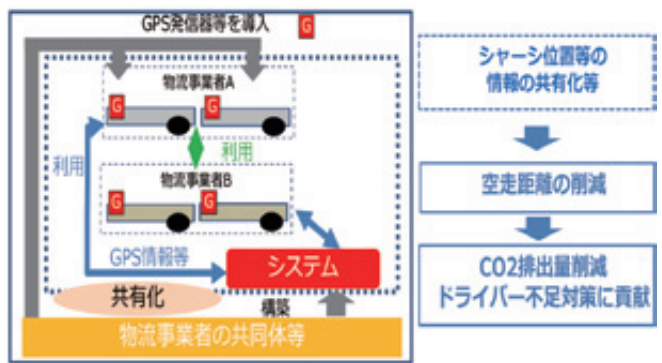 GPS発信器等を導入 G
物流事業者A
G G
利用
利用
物流事業者B
G G
GPS情報等
システム
共有化
構築
物流事業者の共同体等
シャーシ位置等の
情報の共有化等
空走距離の削減
CO2排出量削減
ドライバー不足対策に貢献